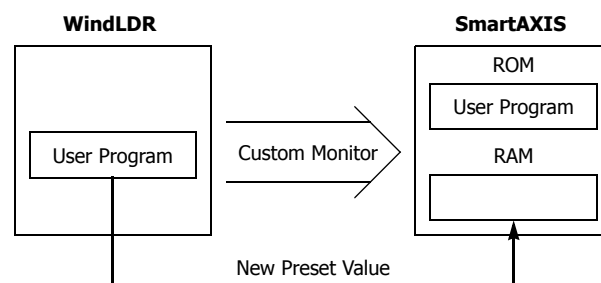 WindLDR
SmartAXIS
ROM
User Program
User Program
Custom Monitor
RAM
New Preset Value